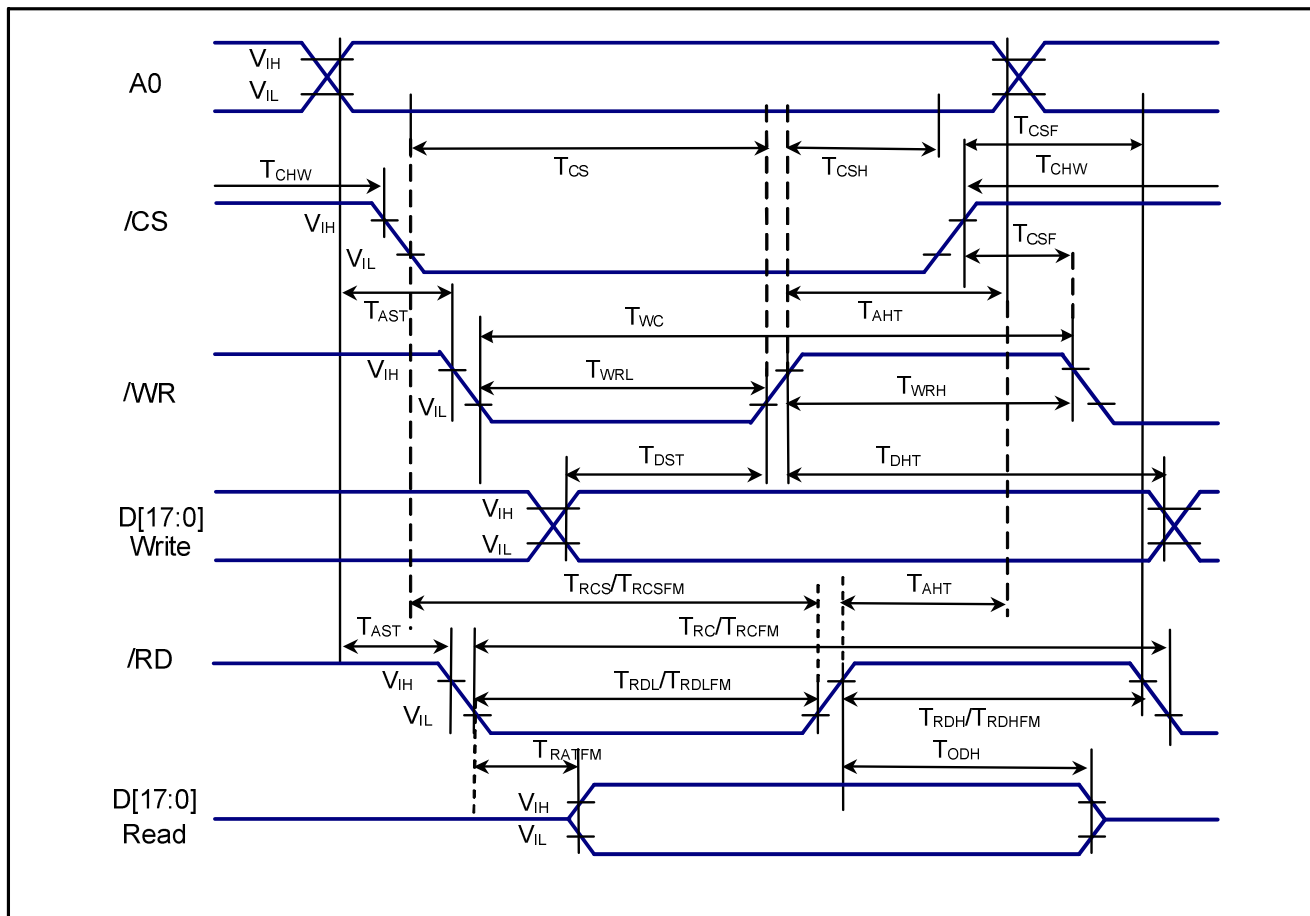 A0
VIH
VIL
TCSF
TCS
TCSH
TCHW
TCHW
/CS
VIH
VIL
TCSF
TAST
TWC
TAHT
/WR
VIH
VIL
TWRL
TWRH
TDST
TDHT
D[17:0]
Write
VIH
VIL
TRCS/TRCSFM
TAHT
TAST
TRC/TRCFM
/RD
VIH
VIL
TRDL/TRDLFM
TRDH/TRDHFM
TRATFM
TODH
D[17:0]
Read
VIH
VIL